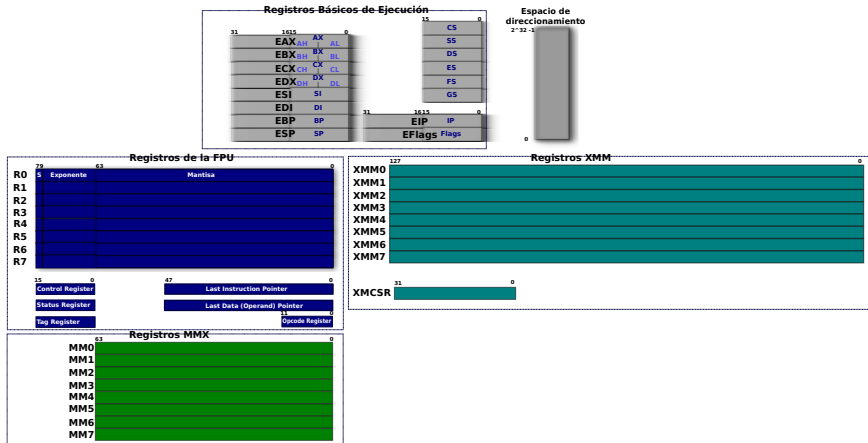 Registros Básicos de Ejecución
31 16 15 0
EAX AX AH AL
EBX BX BH BL
ECX CX CH CL
EDX DX DH DL
ESI SI
EDI DI
EBP BP
ESP SP
15 0
CS
SS
DS
ES
FS
GS
31 16 15 0
EIP IP
EFlags Flags
Espacio de
direccionamiento
2^32 -1
0
Registros de la FPU
79 63 0
R0 S Exponente Mantisa
R1
R2
R3
R4
R5
R6
R7
15 0
Control Register
Status Register
Tag Register
47 0
Last Instruction Pointer
Last Data (Operand) Pointer
11 0
Opcode Register
Registros XMM
127 0
XMM0
XMM1
XMM2
XMM3
XMM4
XMM5
XMM6
XMM7
31 0
XMCSR
Registros MMX
63 0
MM0
MM1
MM2
MM3
MM4
MM5
MM6
MM7